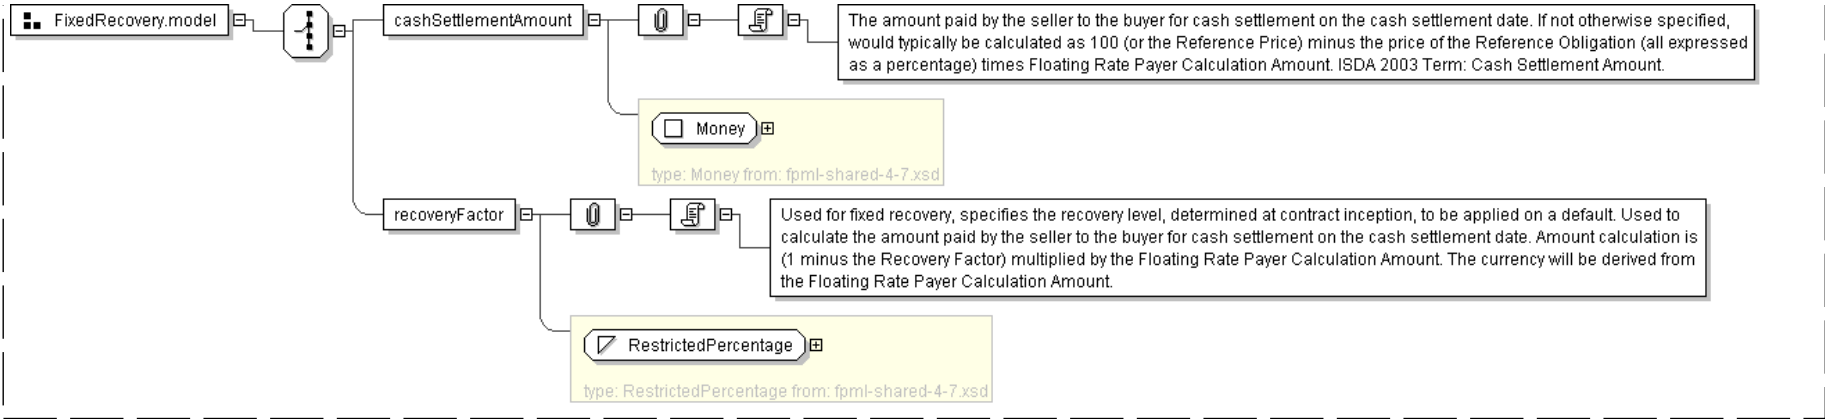 FixedRecovery.model
cashSettlementAmount
The amount paid by the seller to the buyer for cash settlement on the cash settlement date. If not otherwise specified,
would typically be calculated as 100 (or the Reference Price) minus the price of the Reference Obligation (all expressed
as a percentage) times Floating Rate Payer Calculation Amount. ISDA 2003 Term: Cash Settlement Amount.
Money
type: Money from: fpml-shared-4-7.xsd
recoveryFactor
Used for fixed recovery, specifies the recovery level, determined at contract inception, to be applied on a default. Used to
calculate the amount paid by the seller to the buyer for cash settlement on the cash settlement date. Amount calculation is
(1 minus the Recovery Factor) multiplied by the Floating Rate Payer Calculation Amount. The currency will be derived from
the Floating Rate Payer Calculation Amount.
RestrictedPercentage
type: RestrictedPercentage from: fpml-shared-4-7.xsd